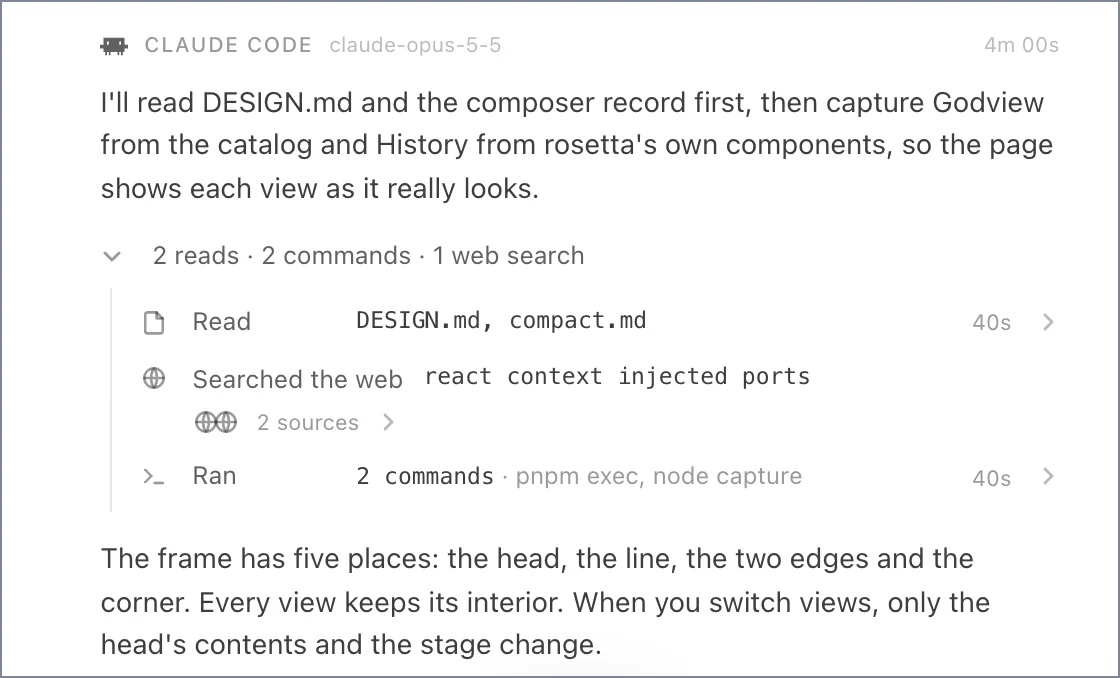 CLAUDE CODE claude-opus-5-5 4m 00s
I'll read DESIGN.md and the composer record first, then capture Godview
from the catalog and History from rosetta's own components, so the page
shows each view as it really looks.
2 reads · 2 commands · 1 web search
Read DESIGN.md, compact.md 40s
Searched the web react context injected ports
2 sources
Ran 2 commands · pnpm exec, node capture 40s
The frame has five places: the head, the line, the two edges and the
corner. Every view keeps its interior. When you switch views, only the
head's contents and the stage change.